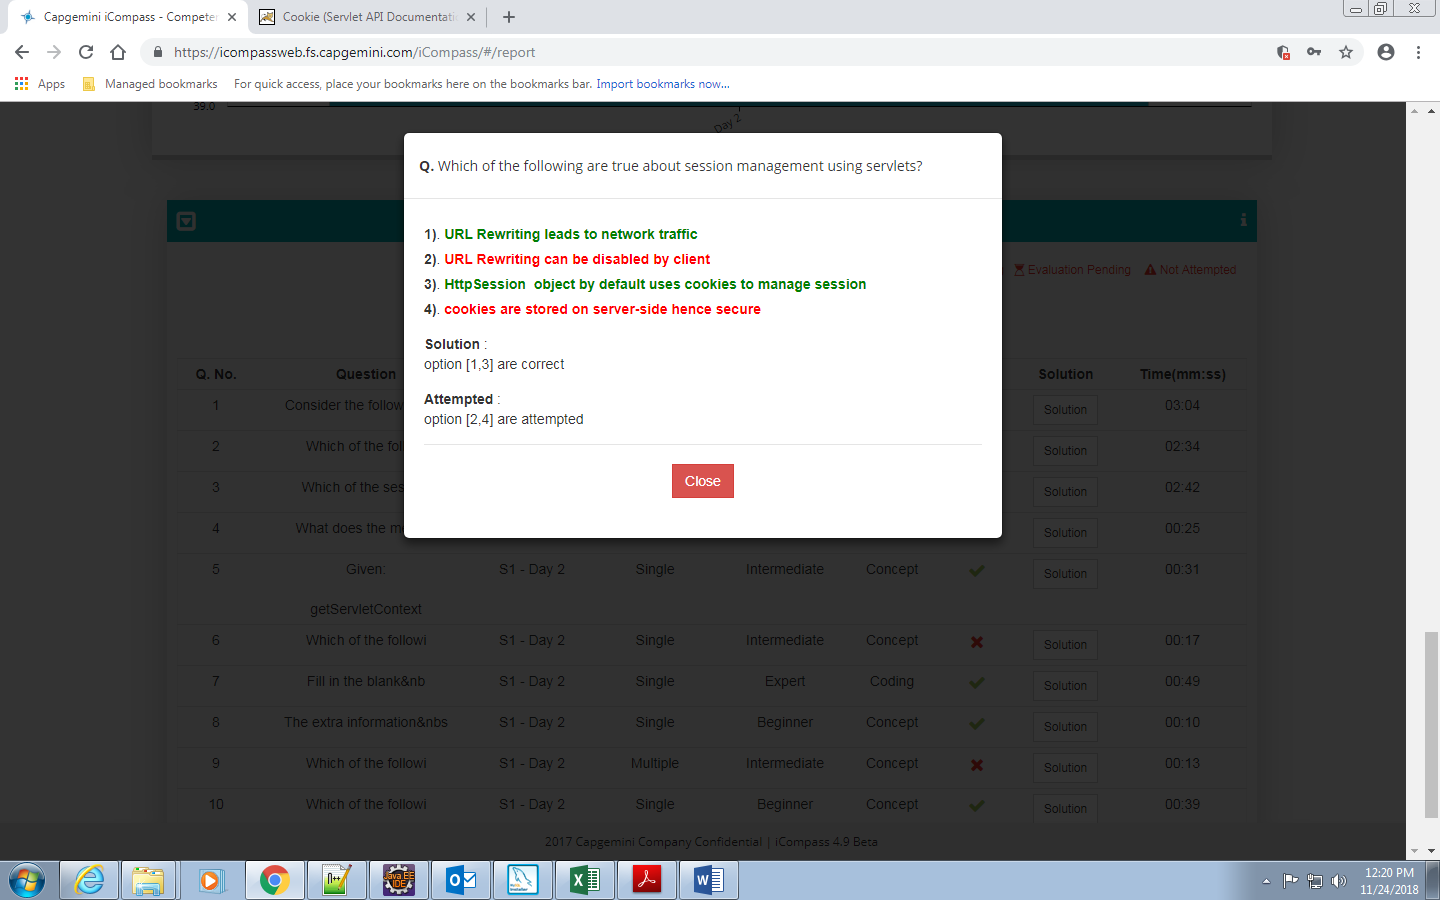 Capgemini iCompass - Competer
Cookie (Servlet API Documentati
https://icompassweb.fs.capgemini.com/iCompass/#/report
Apps Managed bookmarks For quick access, place your bookmarks here on the bookmarks bar. Import bookmarks now...
39.0
Day 2
Q. Which of the following are true about session management using servlets?
1). URL Rewriting leads to network traffic
2). URL Rewriting can be disabled by client
3). HttpSession object by default uses cookies to manage session
4). cookies are stored on server-side hence secure
Solution :
option [1,3] are correct
Attempted :
option [2,4] are attempted
Close
Evaluation Pending Not Attempted
Q. No. Question Solution Time(mm:ss)
1 Consider the follow Solution 03:04
2 Which of the fol Solution 02:34
3 Which of the ses Solution 02:42
4 What does the m Solution 00:25
5 Given: S1 - Day 2 Single Intermediate Concept Solution 00:31
getServletContext
6 Which of the followi S1 - Day 2 Single Intermediate Concept Solution 00:17
7 Fill in the blank&nb S1 - Day 2 Single Expert Coding Solution 00:49
8 The extra information&nbs S1 - Day 2 Single Beginner Concept Solution 00:10
9 Which of the followi S1 - Day 2 Multiple Intermediate Concept Solution 00:13
10 Which of the followi S1 - Day 2 Single Beginner Concept Solution 00:39
2017 Capgemini Company Confidential | iCompass 4.9 Beta
Java EE
IDE
12:20 PM
11/24/2018